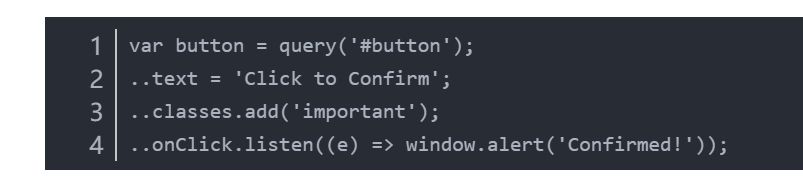 1 var button = query('#button');
2 ..text = 'Click to Confirm';
3 ..classes.add('important');
4 ..onClick.listen((e) => window.alert('Confirmed!'));